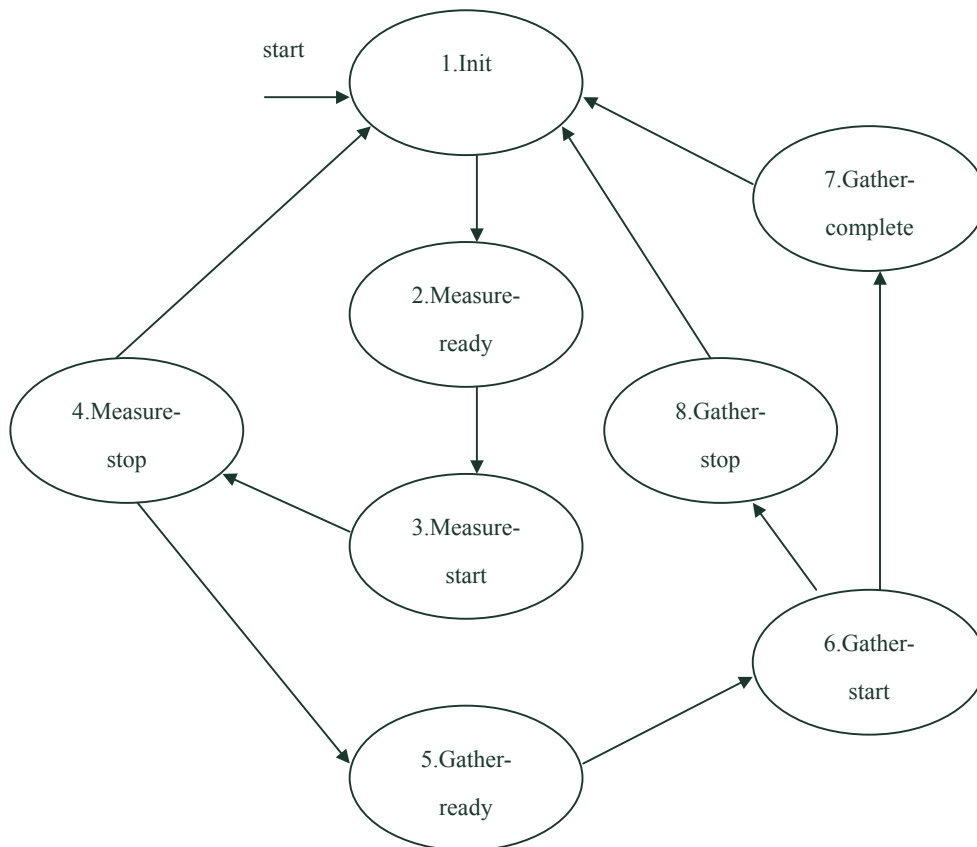 start
1.Init
7.Gather-
complete
2.Measure-
ready
4.Measure-
stop
8.Gather-
stop
3.Measure-
start
6.Gather-
start
5.Gather-
ready